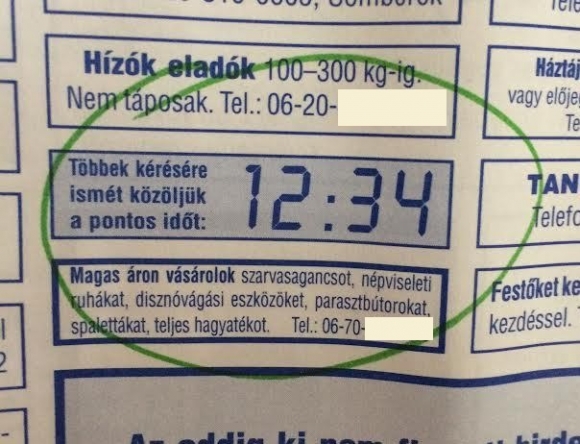 Hízók eladók 100–300 kg-ig.
Nem táposak. Tel.: 06-20-
Többek kérésére
ismét közöljük
a pontos időt:
12:34
Magas áron vásárolok szarvasagancsot, népviseleti
ruhákat, disznóvágási eszközöket, parasztbútorokat,
spalettákat, teljes hagyatékot. Tel.: 06-70-
Háztáj
vagy előjeg
Te
TAN
Telefo
Festőket ke
kezdéssel.